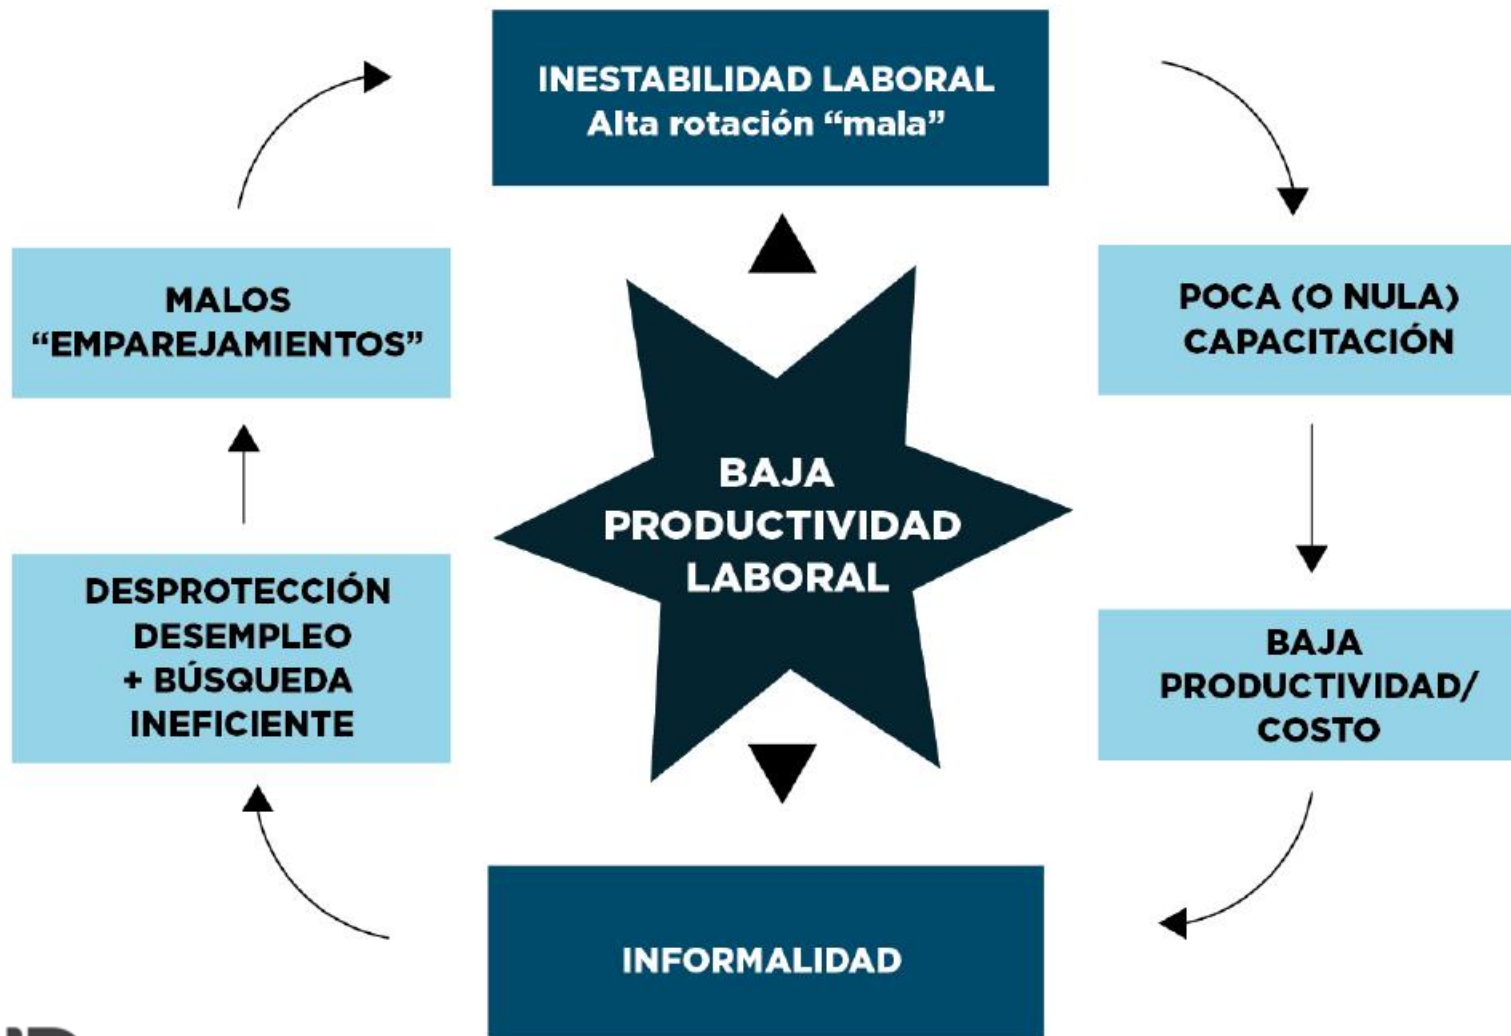 INESTABILIDAD LABORAL
Alta rotación “mala”
MALOS
“EMPAREJAMIENTOS”
POCA (O NULA)
CAPACITACIÓN
BAJA
PRODUCTIVIDAD
LABORAL
DESPROTECCIÓN
DESEMPLEO
+ BÚSQUEDA
INEFICIENTE
BAJA
PRODUCTIVIDAD/
COSTO
INFORMALIDAD